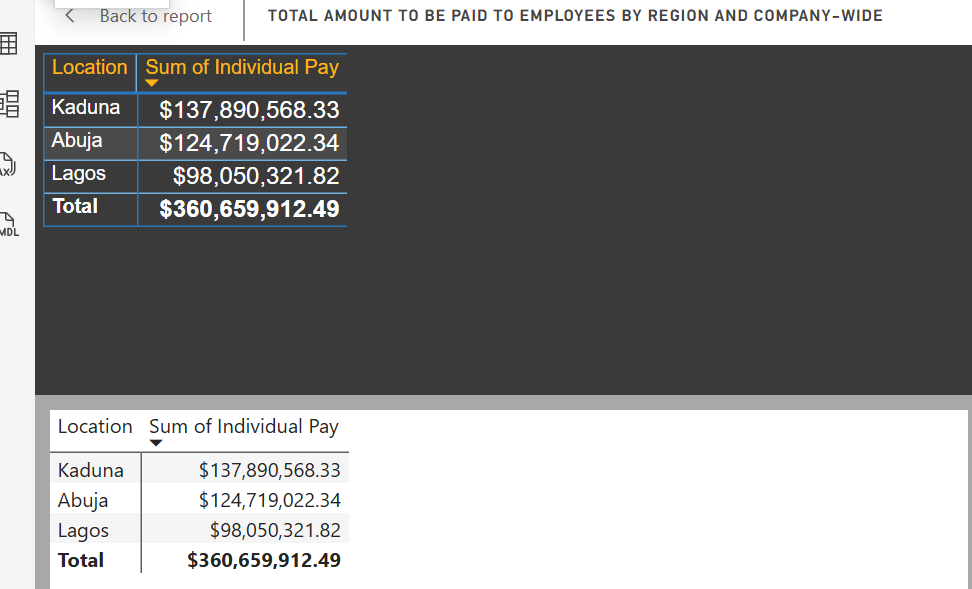 Back to report
TOTAL AMOUNT TO BE PAID TO EMPLOYEES BY REGION AND COMPANY-WIDE
Location Sum of Individual Pay
Kaduna $137,890,568.33
Abuja $124,719,022.34
Lagos $98,050,321.82
Total $360,659,912.49
Location Sum of Individual Pay
Kaduna $137,890,568.33
Abuja $124,719,022.34
Lagos $98,050,321.82
Total $360,659,912.49